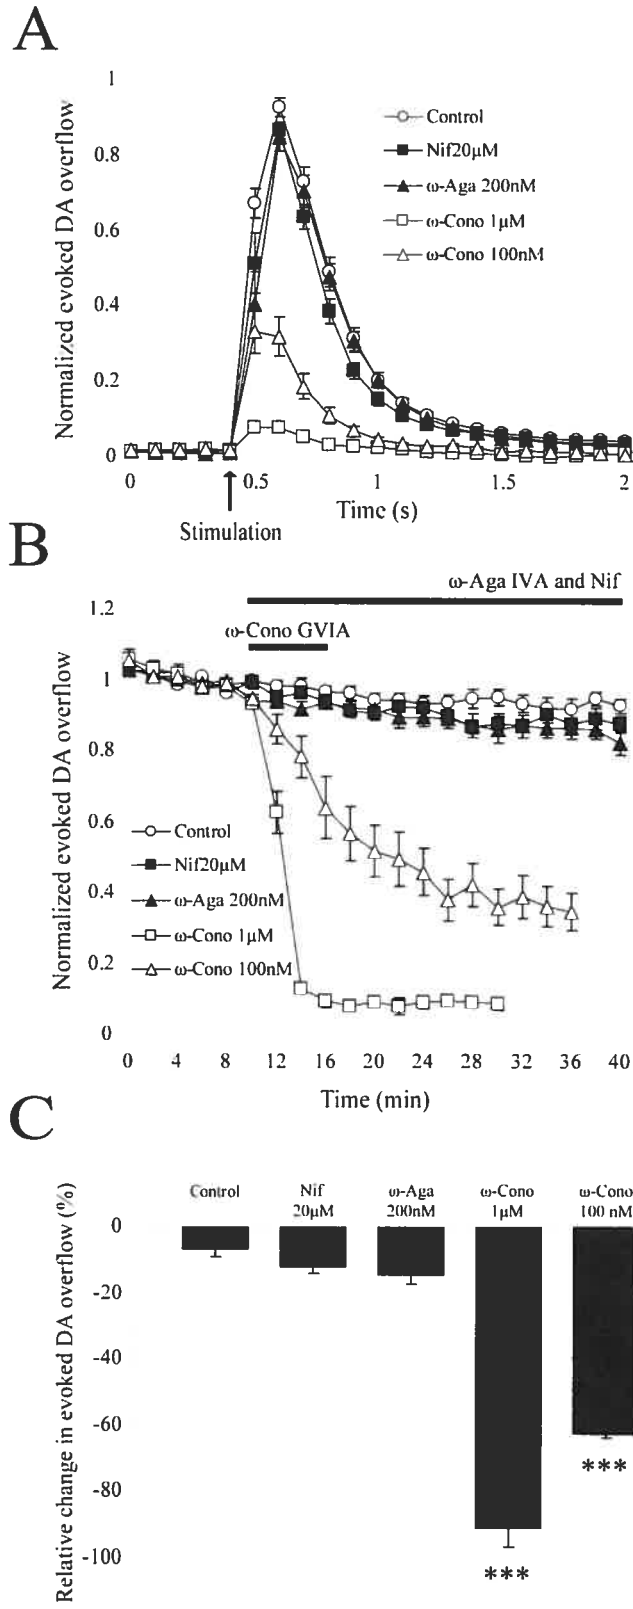 A
Normalized evoked DA overflow
1
0.8
0.6
0.4
0.2
0
Control
Nif20μM
ω-Aga 200nM
ω-Cono 1μM
ω-Cono 100nM
0 0.5 1 1.5 2
Time (s)
Stimulation
B
ω-Aga IVA and Nif
ω-Cono GVIA
Normalized evoked DA overflow
1.2
1
0.8
0.6
0.4
0.2
0
Control
Nif20μM
ω-Aga 200nM
ω-Cono 1μM
ω-Cono 100nM
0 4 8 12 16 20 24 28 32 36 40
Time (min)
C
Relative change in evoked DA overflow (%)
Control Nif ω-Aga ω-Cono ω-Cono
20μM 200nM 1μM 100 nM
0
-20
-40
-60
-80
-100
***
***